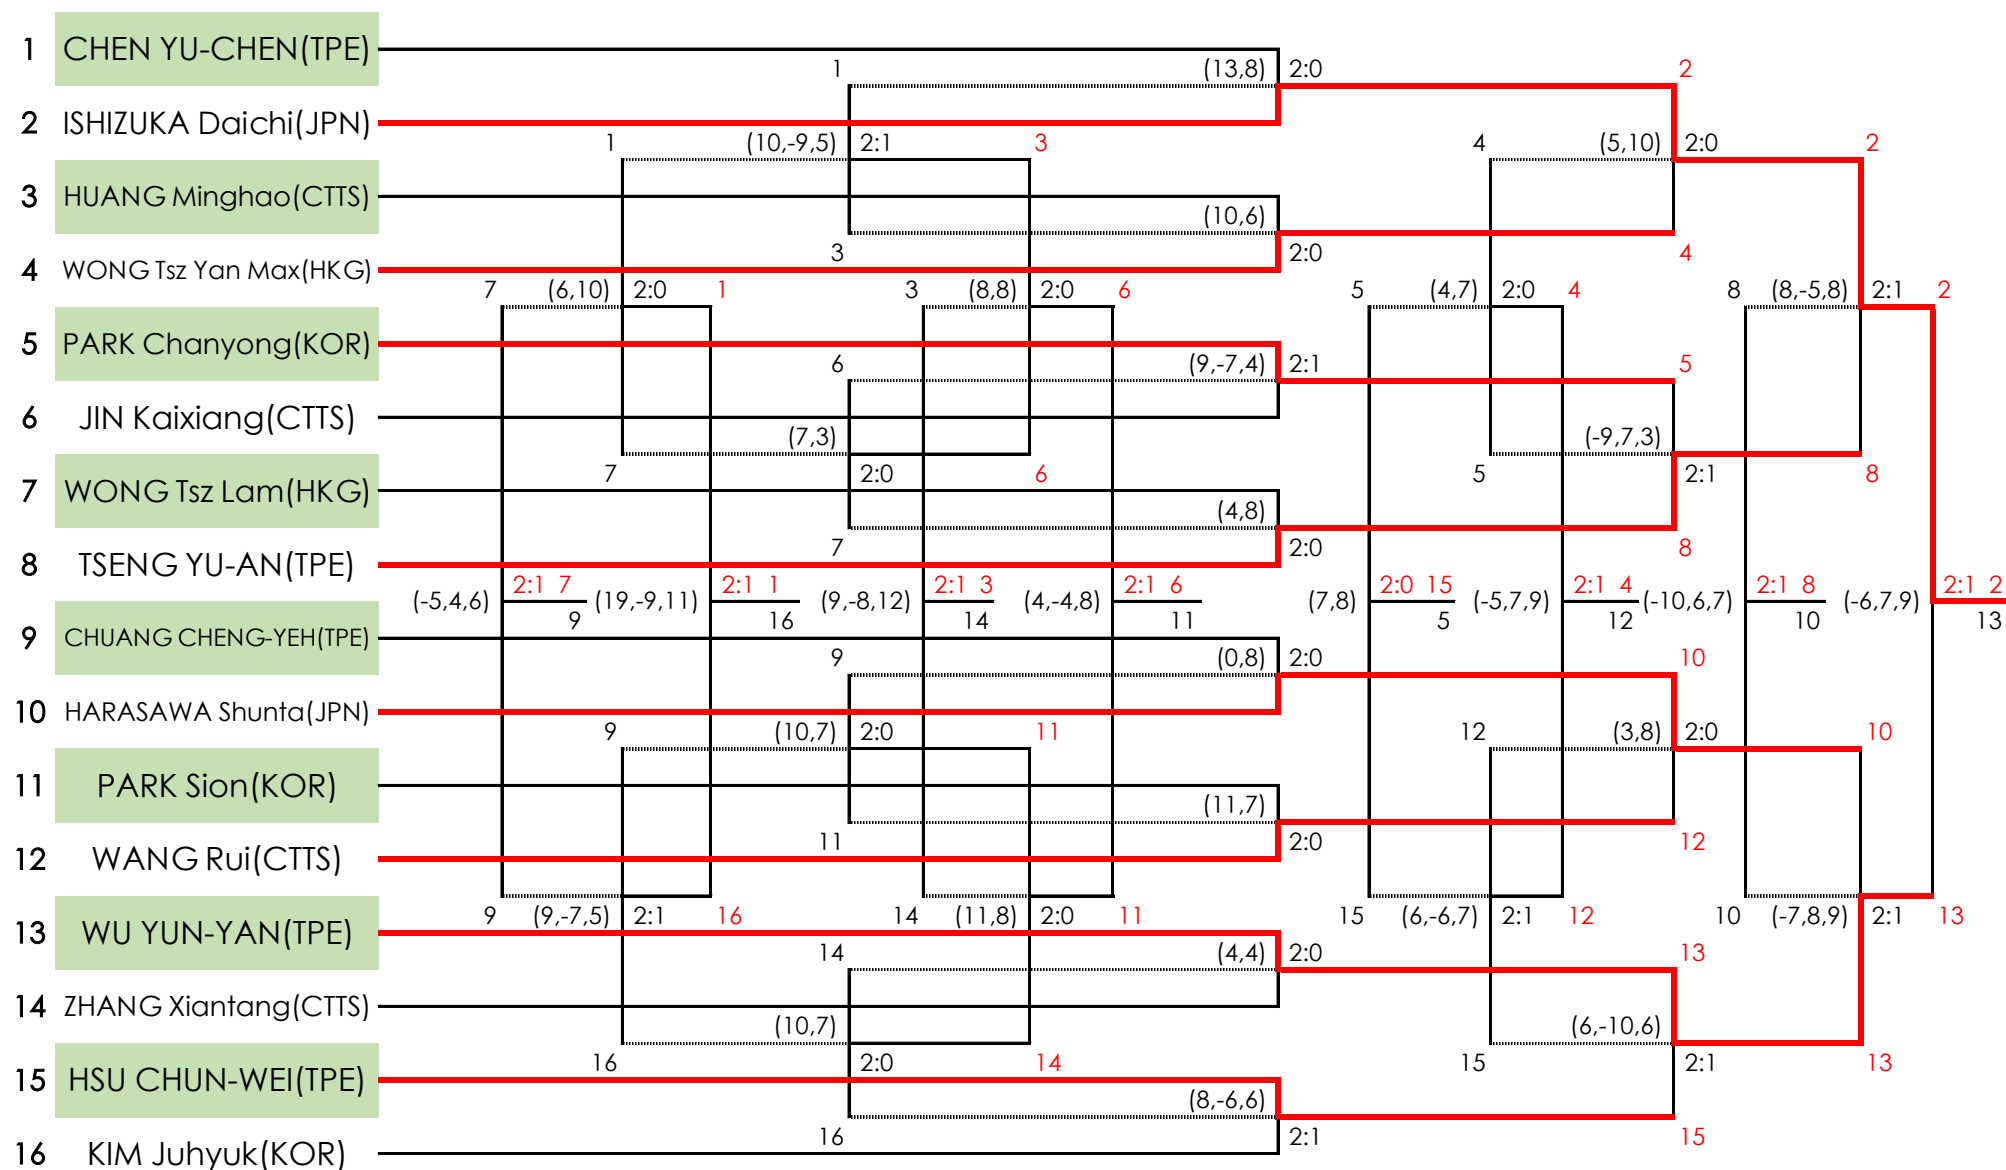 1 CHEN YU-CHEN(TPE)
1 (13,8) 2:0 2
2 ISHIZUKA Daichi(JPN)
1 (10,-9,5) 2:1 3 4 (5,10) 2:0 2
3 HUANG Minghao(CTTS)
(10,6)
3 2:0 4
4 WONG Tsz Yan Max(HKG)
7 (6,10) 2:0 1 3 (8,8) 2:0 6 5 (4,7) 2:0 4 8 (8,-5,8) 2:1 2
5 PARK Chanyong(KOR)
6 (9,-7,4) 2:1 5
6 JIN Kaixiang(CTTS)
(7,3) (-9,7,3)
7 2:0 6 5 2:1 8
7 WONG Tsz Lam(HKG)
(4,8)
7 2:0 8
8 TSENG YU-AN(TPE)
2:1 7 2:1 1 2:1 3 2:1 6 2:0 15 2:1 4 2:1 8 2:1 2
(-5,4,6) (19,-9,11) (9,-8,12) (4,-4,8) (7,8) (-5,7,9) (-10,6,7) (-6,7,9)
9 16 14 11 5 12 10 13
9 CHUANG CHENG-YEH(TPE)
9 (0,8) 2:0 10
10 HARASAWA Shunta(JPN)
9 (10,7) 2:0 11 12 (3,8) 2:0 10
11 PARK Sion(KOR)
(11,7)
11 2:0 12
12 WANG Rui(CTTS)
9 (9,-7,5) 2:1 16 14 (11,8) 2:0 11 15 (6,-6,7) 2:1 12 10 (-7,8,9) 2:1 13
13 WU YUN-YAN(TPE)
14 (4,4) 2:0 13
14 ZHANG Xiantang(CTTS)
(10,7) (6,-10,6)
16 2:0 14 15 2:1 13
15 HSU CHUN-WEI(TPE)
(8,-6,6)
16 2:1 15
16 KIM Juhyuk(KOR)